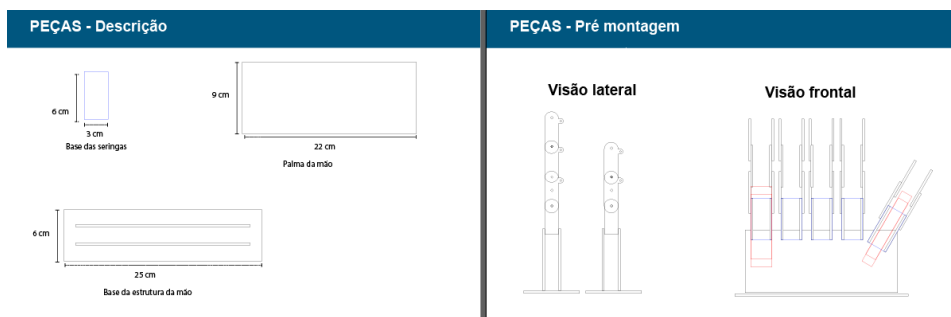 PEÇAS - Descrição
6 cm
3 cm
Base das seringas
9 cm
22 cm
Palma da mão
6 cm
25 cm
Base da estrutura da mão
PEÇAS - Pré montagem
Visão lateral
Visão frontal